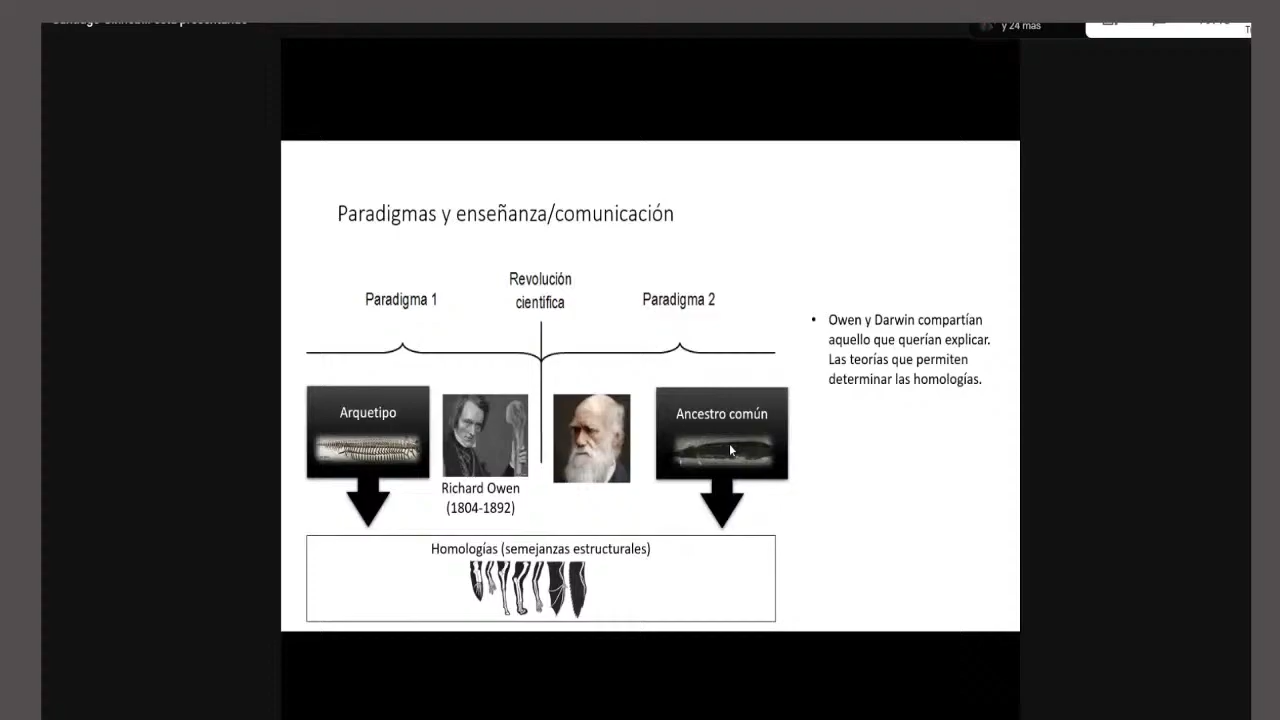 y 24 más
Paradigmas y enseñanza/comunicación
Revolución
científica
Paradigma 1
Paradigma 2
Owen y Darwin compartían
aquello que querían explicar.
Las teorías que permiten
determinar las homologías.
Arquetipo
Ancestro común
Richard Owen
(1804-1892)
Homologías (semejanzas estructurales)